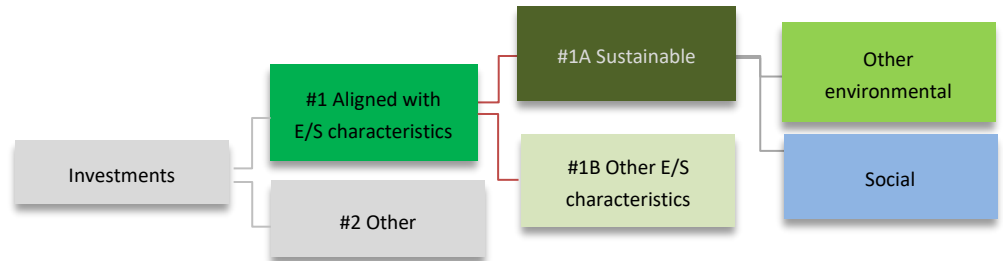 Investments
#1 Aligned with
E/S characteristics
#2 Other
#1A Sustainable
#1B Other E/S
characteristics
Other
environmental
Social